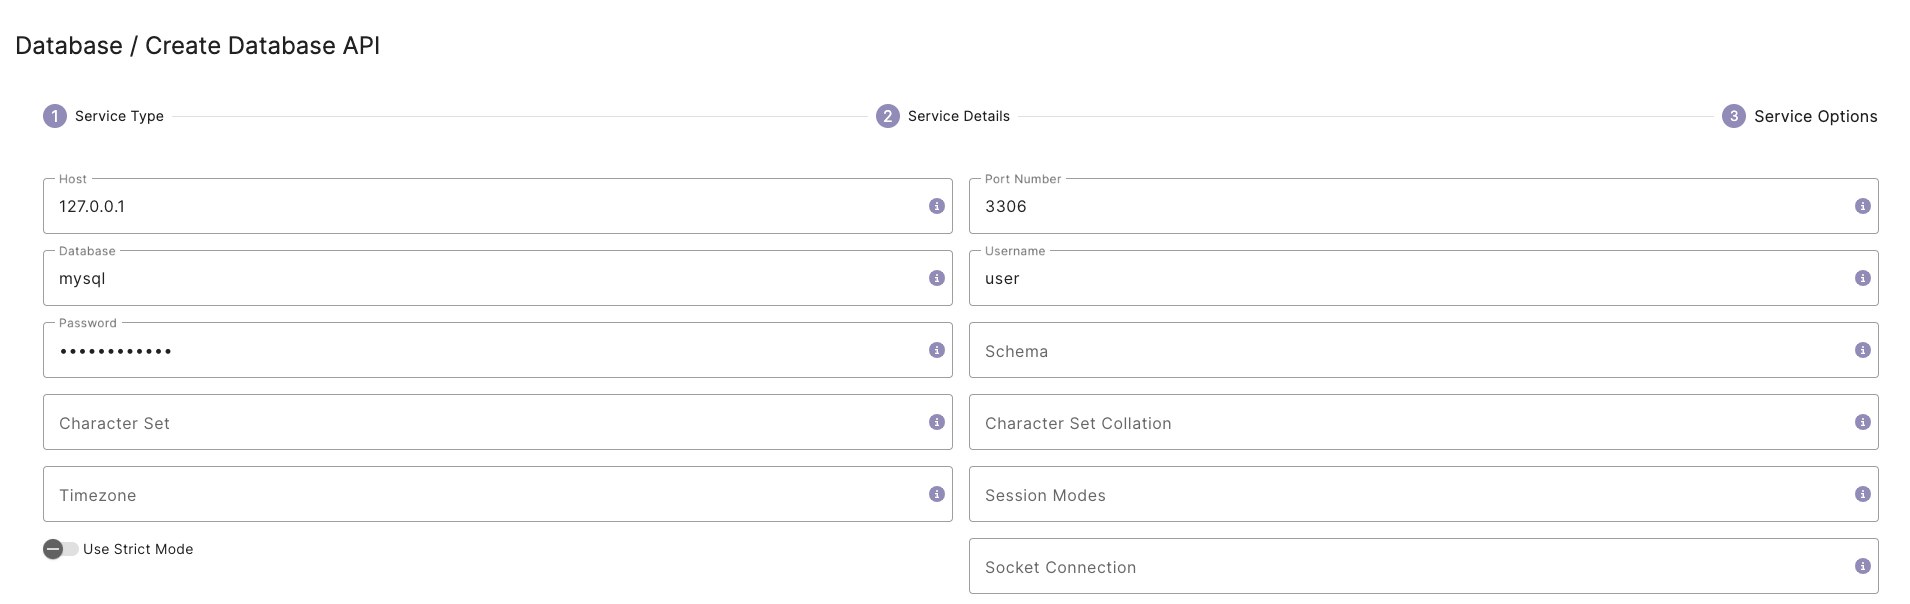 Database / Create Database API
1 Service Type
2 Service Details
3 Service Options
Host
127.0.0.1
Port Number
3306
Database
mysql
Username
user
Password
••••••••••••
Schema
Character Set
Character Set Collation
Timezone
Session Modes
Use Strict Mode
Socket Connection